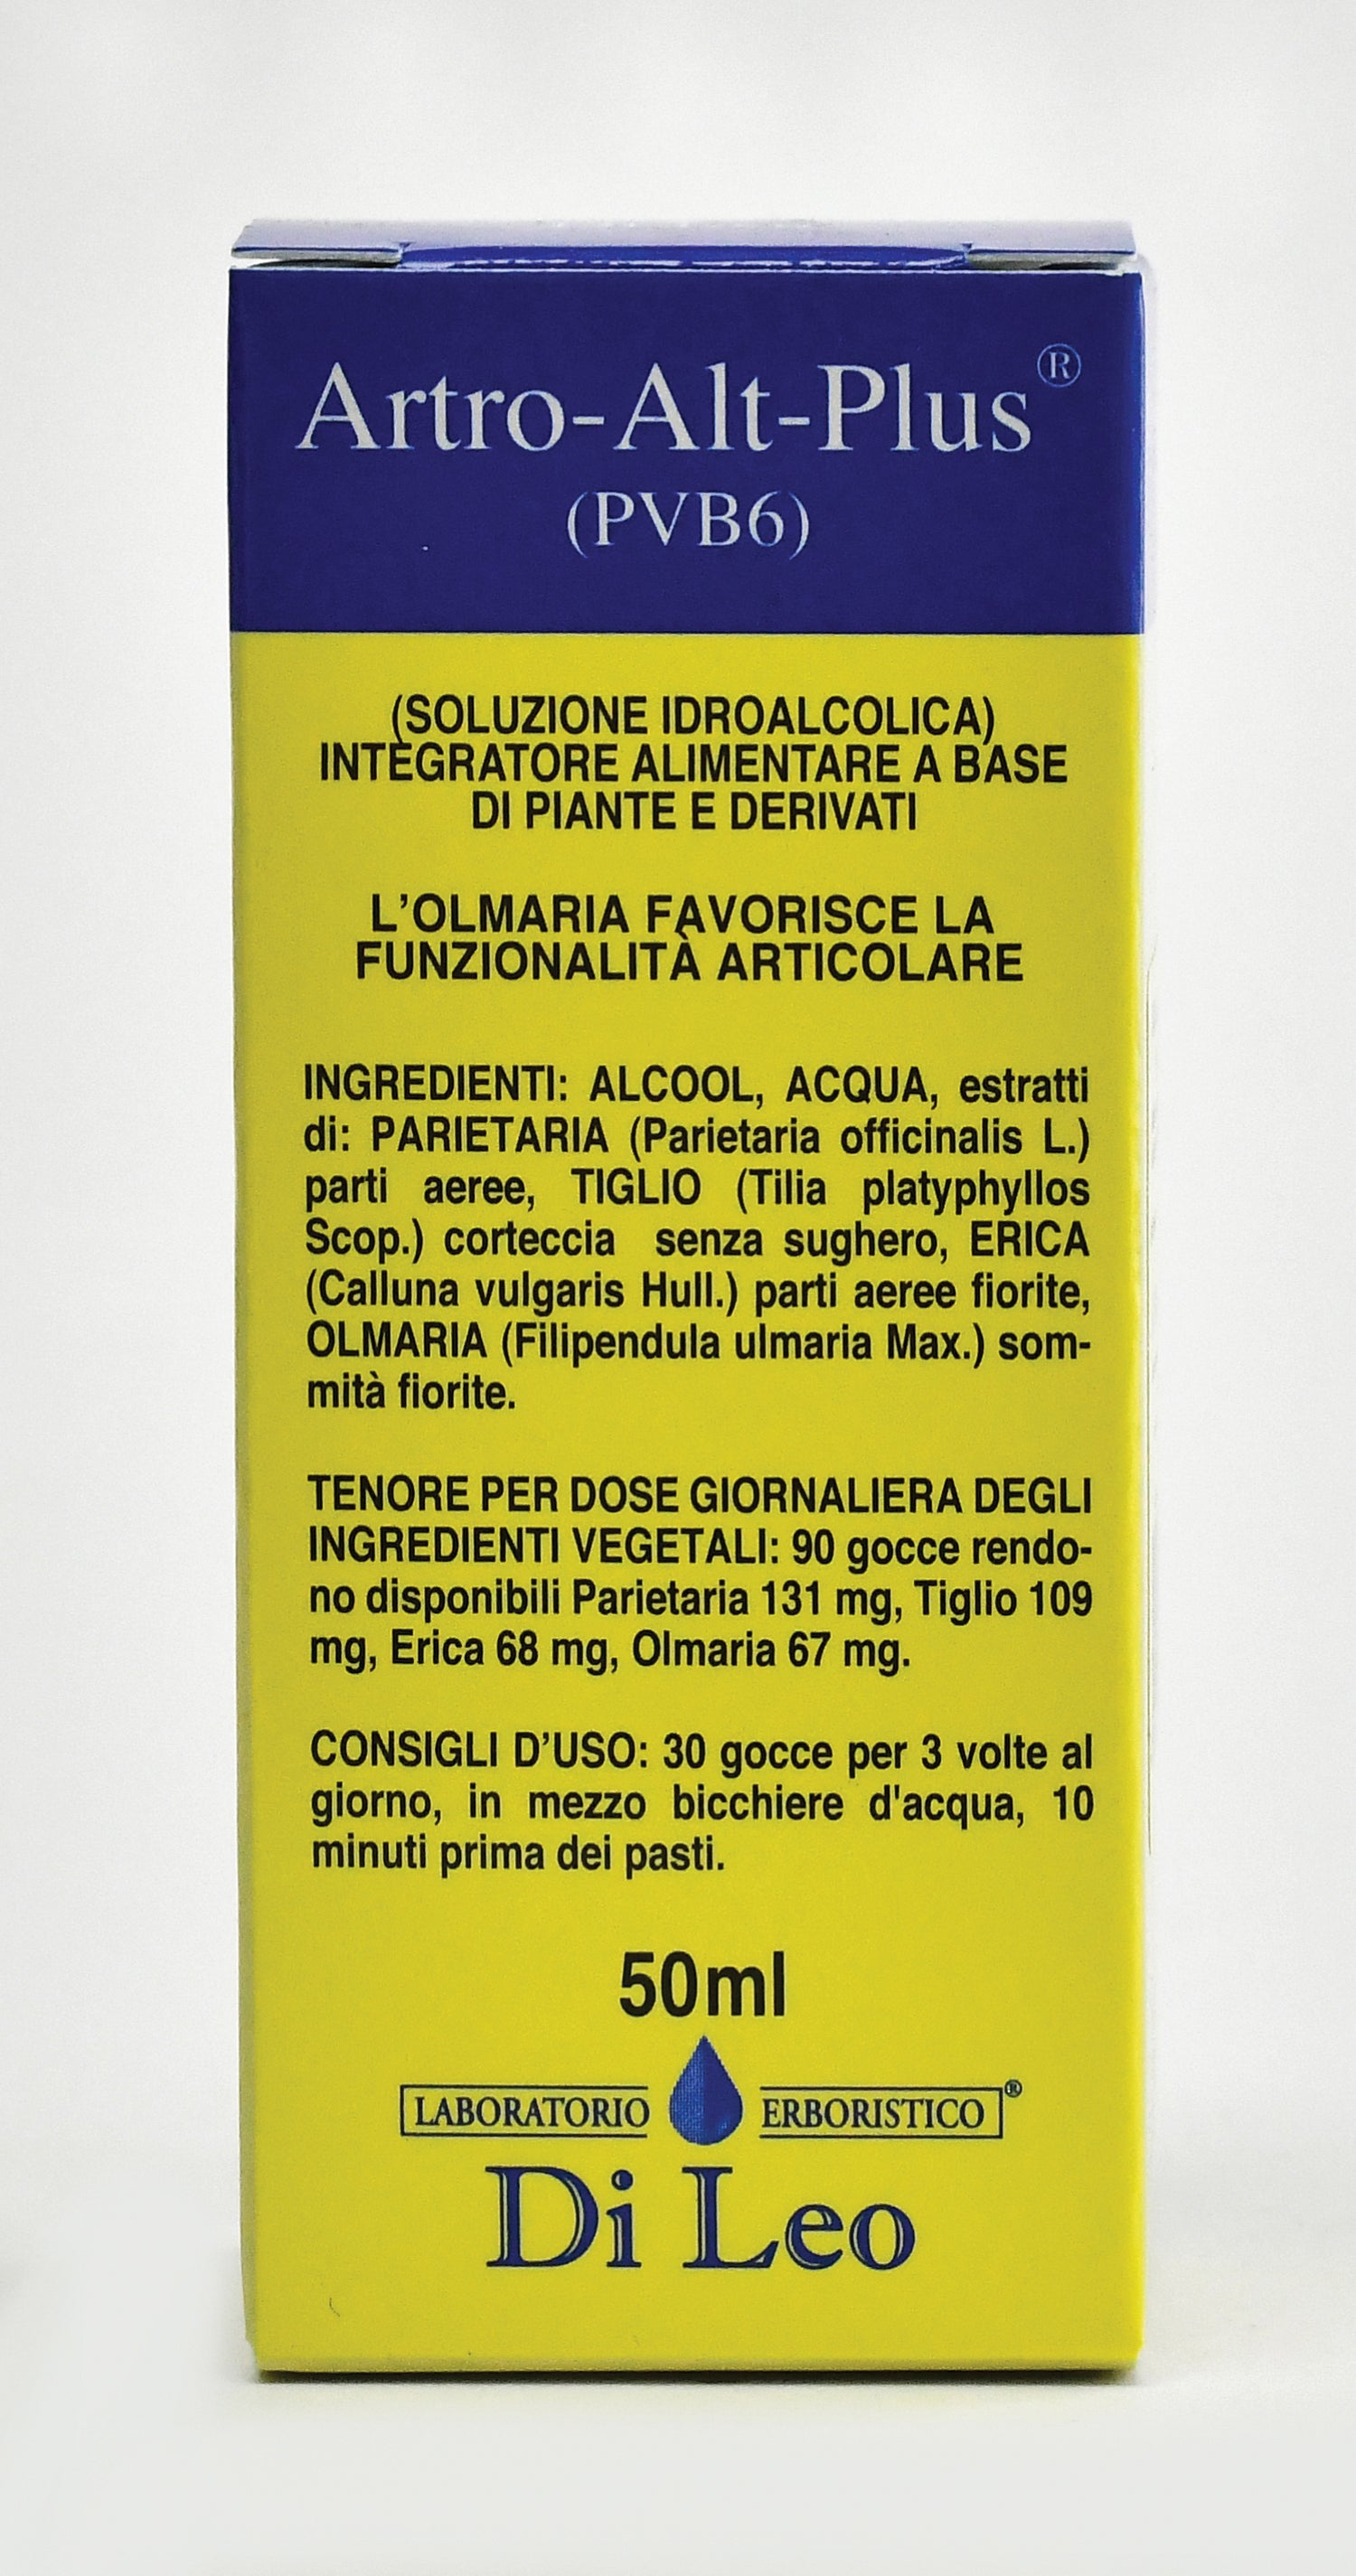 Artro-Alt-Plus®
(PVB6)
(SOLUZIONE IDROALCOLICA)
INTEGRATORE ALIMENTARE A BASE
DI PIANTE E DERIVATI
L'OLMARIA FAVORISCE LA
FUNZIONALITÀ ARTICOLARE
INGREDIENTI: ALCOOL, ACQUA, estratti
di: PARIETARIA (Parietaria officinalis L.)
parti aeree, TIGLIO (Tilia platyphyllos
Scop.) corteccia senza sughero, ERICA
(Calluna vulgaris Hull.) parti aeree fiorite,
OLMARIA (Filipendula ulmaria Max.) som-
mità fiorite.
TENORE PER DOSE GIORNALIERA DEGLI
INGREDIENTI VEGETALI: 90 gocce rendo-
no disponibili Parietaria 131 mg, Tiglio 109
mg, Erica 68 mg, Olmaria 67 mg.
CONSIGLI D'USO: 30 gocce per 3 volte al
giorno, in mezzo bicchiere d'acqua, 10
minuti prima dei pasti.
50ml
LABORATORIO ERBORISTICO®
Di Leo